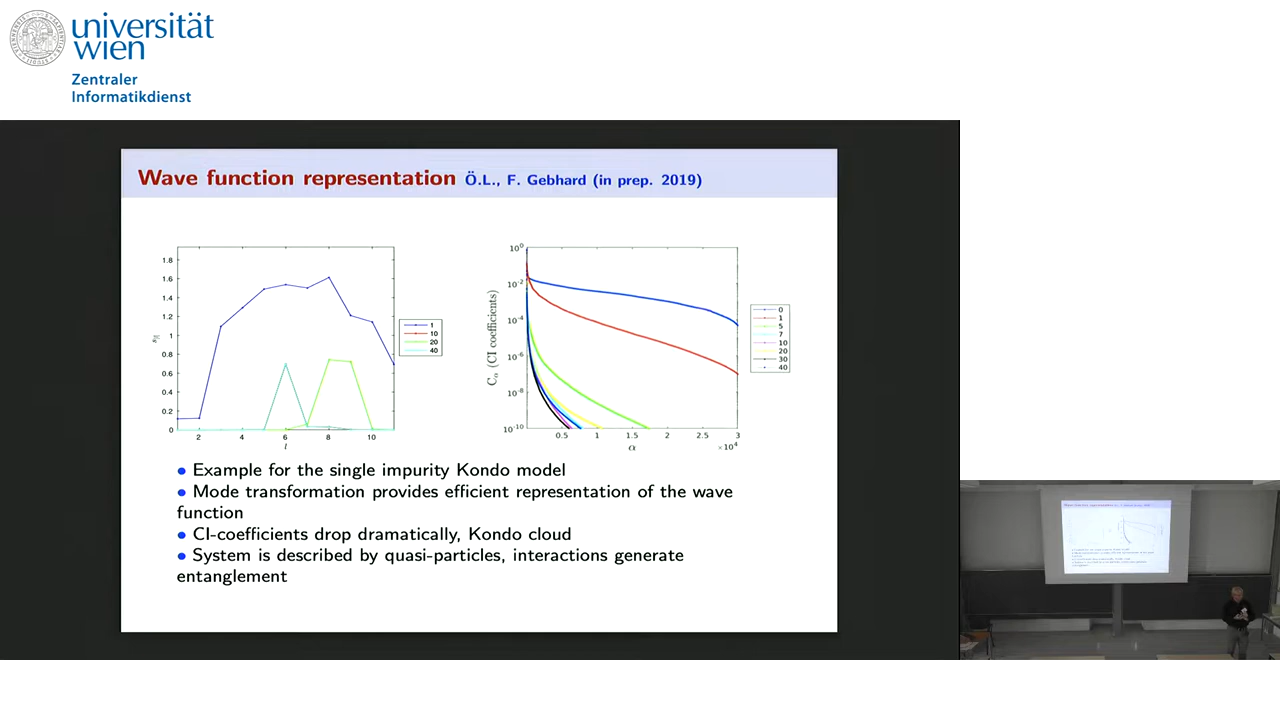 universität
wien
Zentraler
Informatikdienst
Wave function representation Ö.L., F. Gebhard (in prep. 2019)
1.8
1.6
1.4
1.2
1
0.8
0.6
0.4
0.2
0
2 4 6 8 10
l
1
10
20
40
10^0
10^-2
10^-4
10^-6
10^-8
10^-10
C_α (CI coefficients)
0.5 1 1.5 2 2.5 3
α
×10^4
0
1
5
7
10
20
30
40
• Example for the single impurity Kondo model
• Mode transformation provides efficient representation of the wave
function
• CI-coefficients drop dramatically, Kondo cloud
• System is described by quasi-particles, interactions generate
entanglement